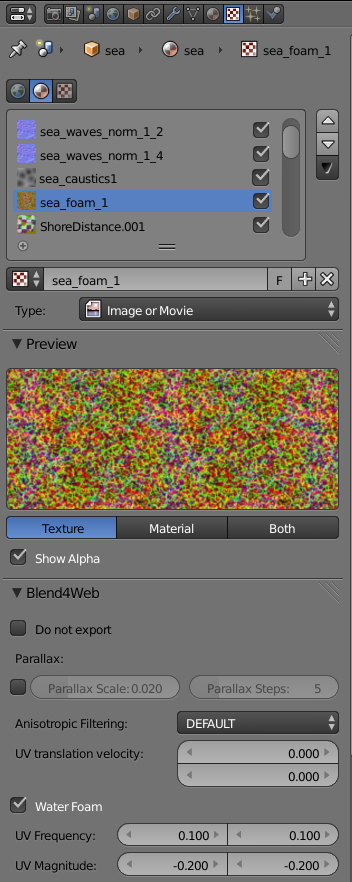 sea sea sea_foam_1
sea_waves_norm_1_2
sea_waves_norm_1_4
sea_caustics1
sea_foam_1
ShoreDistance.001
sea_foam_1 F
Type: Image or Movie
Preview
Texture Material Both
Show Alpha
Blend4Web
Do not export
Parallax:
Parallax Scale:0.020 Parallax Steps: 5
Anisotropic Filtering: DEFAULT
UV translation velocity: 0.000
0.000
Water Foam
UV Frequency: 0.100 0.100
UV Magnitude: -0.200 -0.200